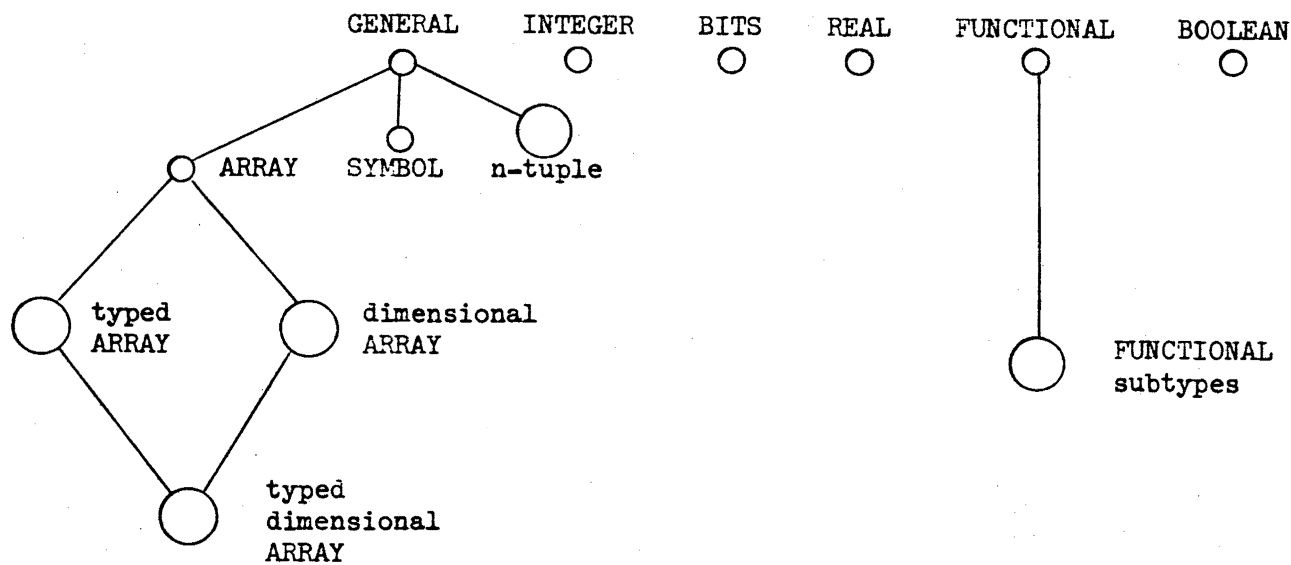 GENERAL INTEGER BITS REAL FUNCTIONAL BOOLEAN
ARRAY SYMBOL n-tuple
typed
ARRAY
dimensional
ARRAY
FUNCTIONAL
subtypes
typed
dimensional
ARRAY